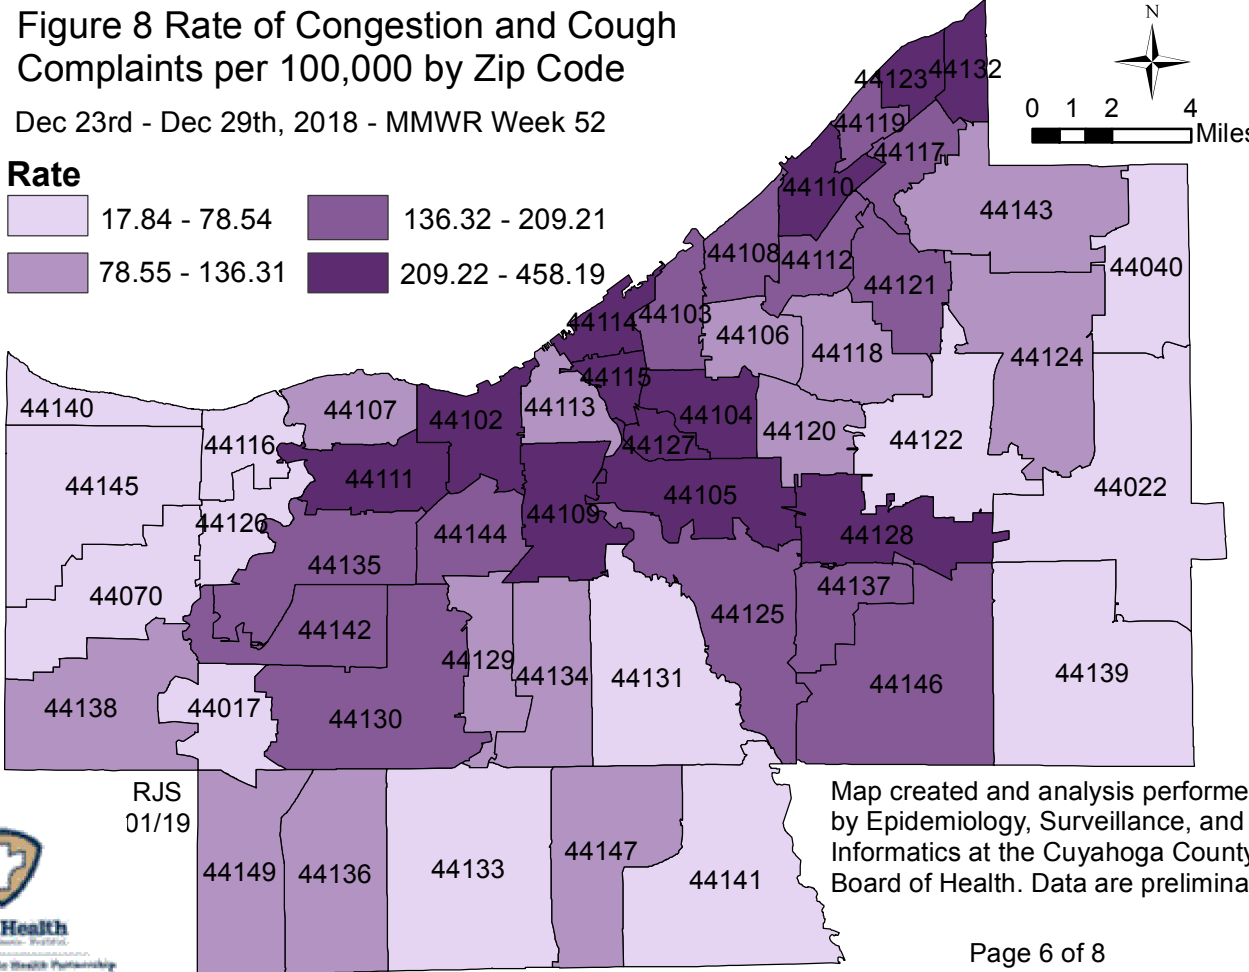 Figure 8 Rate of Congestion and Cough
Complaints per 100,000 by Zip Code
Dec 23rd - Dec 29th, 2018 - MMWR Week 52
Rate
17.84 - 78.54
136.32 - 209.21
78.55 - 136.31
209.22 - 458.19
N
0 1 2 4
Miles
44123
44132
44119
44117
44110
44143
44108
44112
44040
44121
44103
44114
44106
44118
44124
44115
44140
44107
44102
44113
44104
44120
44116
44127
44122
44145
44111
44105
44022
44126
44109
44128
44144
44135
44137
44070
44125
44142
44129
44134
44131
44139
44146
44138
44017
44130
RJS
01/19
44149
44136
44133
44147
44141
Map created and analysis performe
by Epidemiology, Surveillance, and
Informatics at the Cuyahoga County
Board of Health. Data are prelimina
Health
Page 6 of 8